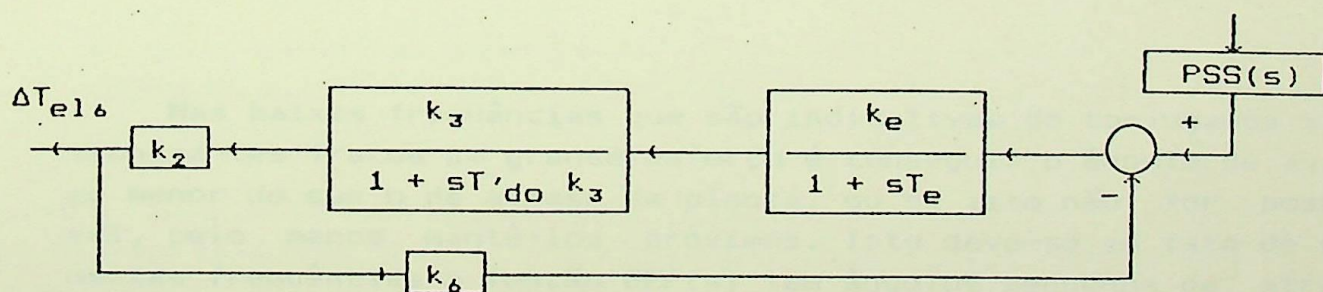 PSS(s)
ΔT_el6
k_2
k_3
1 + sT'_do k_3
k_e
1 + sT_e
+
-
k_6